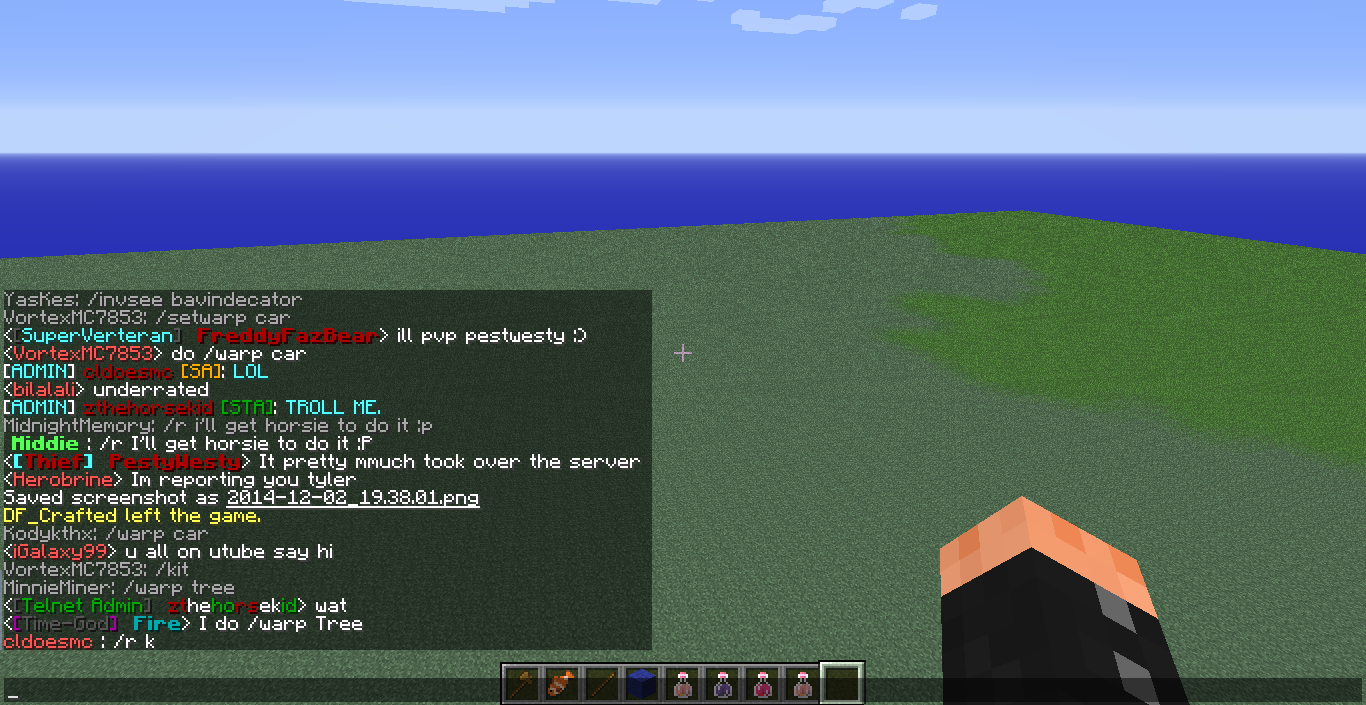 YasKes: /invsee bavindecator
VortexMC7853: /setwarp car
<[SuperVerteran] FreddyFazBear> ill pvp pestwesty :)
<VortexMC7853> do /warp car
[ADMIN] cldoesmc [SA]: LOL
<bilalali> underrated
[ADMIN] zthehorsekid [STA]: TROLL ME.
MidnightMemory: /r i'll get horsie to do it :p
Middie : /r I'll get horsie to do it :P
<[Thief] PestyWesty> It pretty mmuch took over the server
<Herobrine> Im reporting you tyler
Saved screenshot as 2014-12-02_19.38.01.png
DF_Crafted left the game.
Kodykthx: /warp car
<iGalaxy99> u all on utube say hi
VortexMC7853: /kit
MinnieMiner: /warp tree
<[Telnet Admin] zthehorsekid> wat
<[Time-God] Fire> I do /warp Tree
cldoesmc : /r k
_